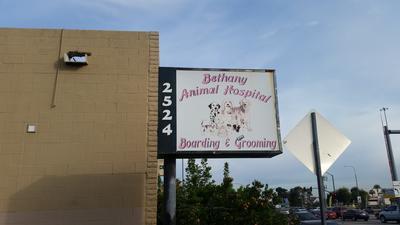 2524
Bethany
Animal Hospital
Boarding & Grooming